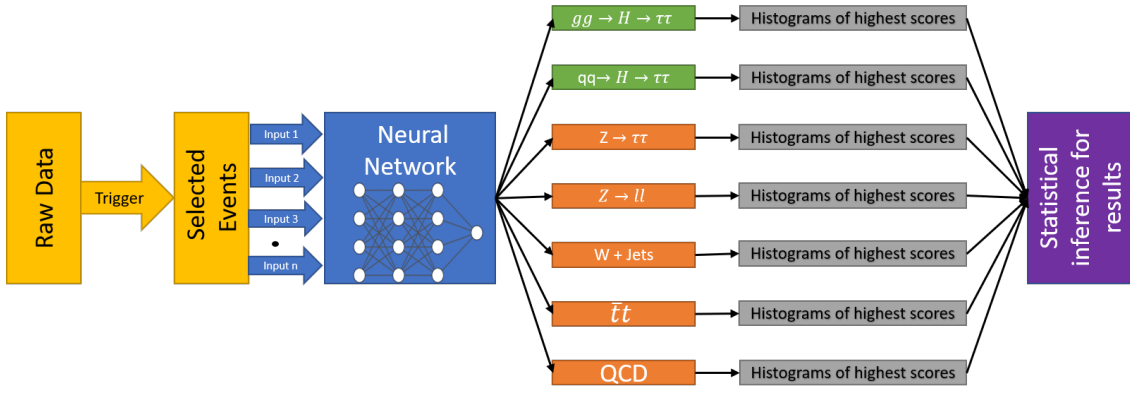 Raw Data
Trigger
Selected
Events
Input 1
Input 2
Input 3
Input n
Neural
Network
gg → H → ττ
Histograms of highest scores
qq→ H → ττ
Histograms of highest scores
Z → ττ
Histograms of highest scores
Z → ll
Histograms of highest scores
W + Jets
Histograms of highest scores
t̅t
Histograms of highest scores
QCD
Histograms of highest scores
Statistical
inference for
results